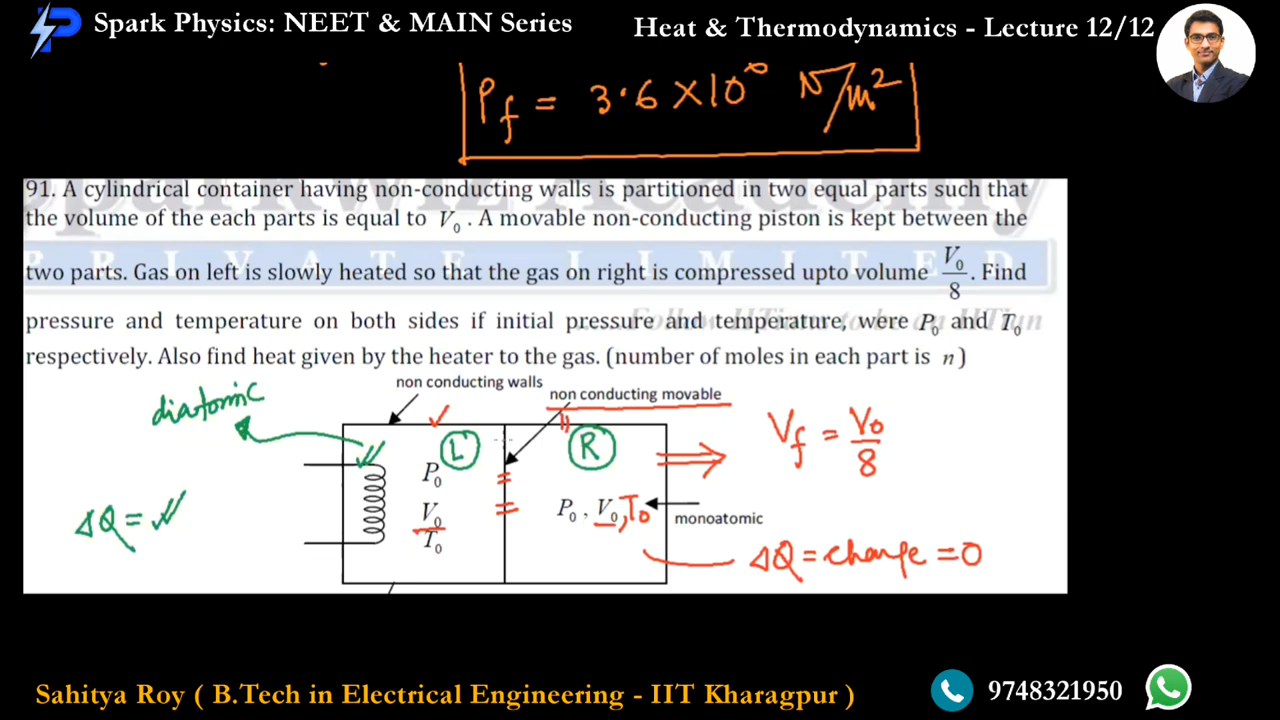 Spark Physics: NEET & MAIN Series
Heat & Thermodynamics - Lecture 12/12
P_f = 3.6 × 10 N/m²
91. A cylindrical container having non-conducting walls is partitioned in two equal parts such that
the volume of the each parts is equal to V₀ . A movable non-conducting piston is kept between the
two parts. Gas on left is slowly heated so that the gas on right is compressed upto volume V₀/8 . Find
pressure and temperature on both sides if initial pressure and temperature, were P₀ and T₀
respectively. Also find heat given by the heater to the gas. (number of moles in each part is n)
non conducting walls
non conducting movable
diatomic
L
R
V_f = V₀/8
P₀
V₀
T₀
P₀ , V₀, T₀
monoatomic
ΔQ =
ΔQ = change = 0
Sahitya Roy ( B.Tech in Electrical Engineering - IIT Kharagpur )
9748321950